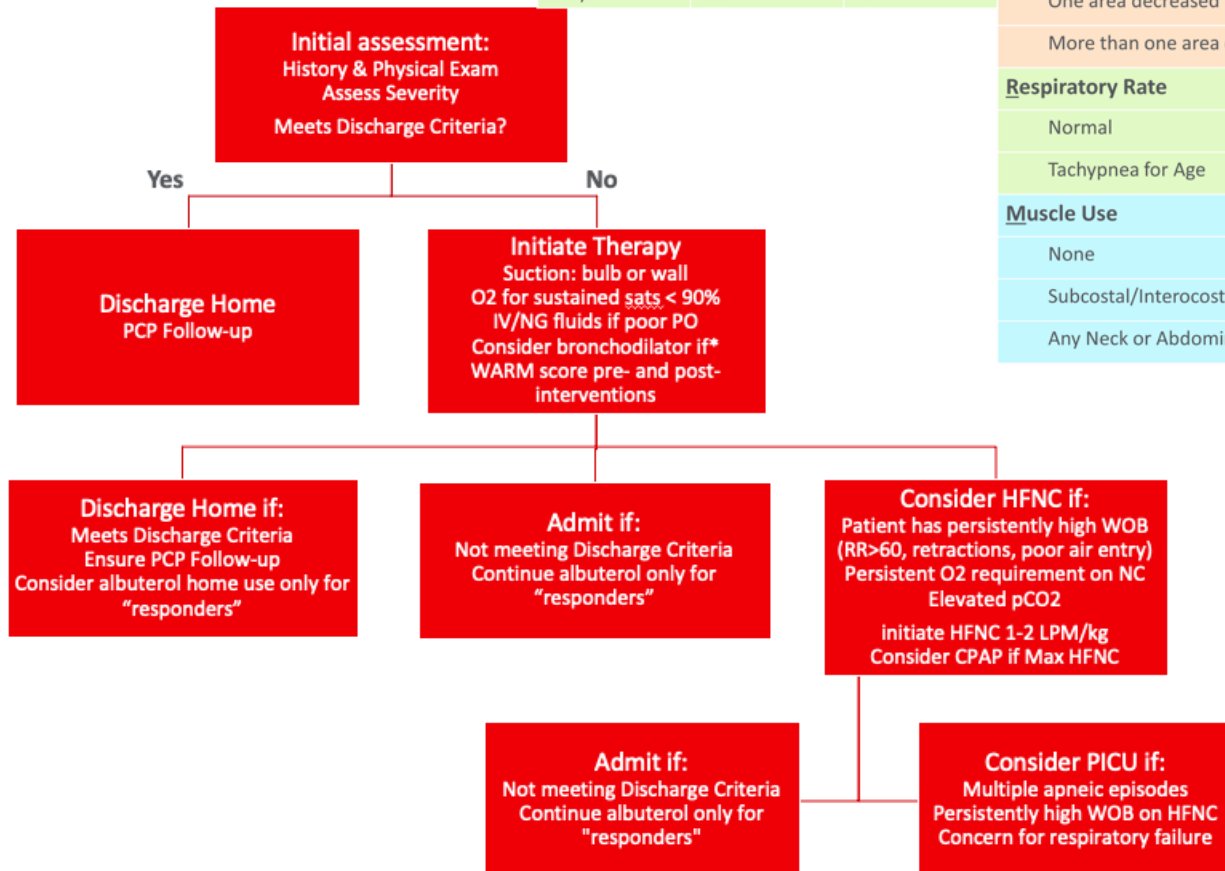 One area decreased
More than one area
Respiratory Rate
Normal
Tachypnea for Age
Muscle Use
None
Subcostal/Interocost
Any Neck or Abdomi
Initial assessment:
History & Physical Exam
Assess Severity
Meets Discharge Criteria?
Yes
No
Discharge Home
PCP Follow-up
Initiate Therapy
Suction: bulb or wall
O2 for sustained sats < 90%
IV/NG fluids if poor PO
Consider bronchodilator if*
WARM score pre- and post-
interventions
Discharge Home if:
Meets Discharge Criteria
Ensure PCP Follow-up
Consider albuterol home use only for
“responders”
Admit if:
Not meeting Discharge Criteria
Continue albuterol only for
“responders”
Consider HFNC if:
Patient has persistently high WOB
(RR>60, retractions, poor air entry)
Persistent O2 requirement on NC
Elevated pCO2
initiate HFNC 1-2 LPM/kg
Consider CPAP if Max HFNC
Admit if:
Not meeting Discharge Criteria
Continue albuterol only for
"responders"
Consider PICU if:
Multiple apneic episodes
Persistently high WOB on HFNC
Concern for respiratory failure